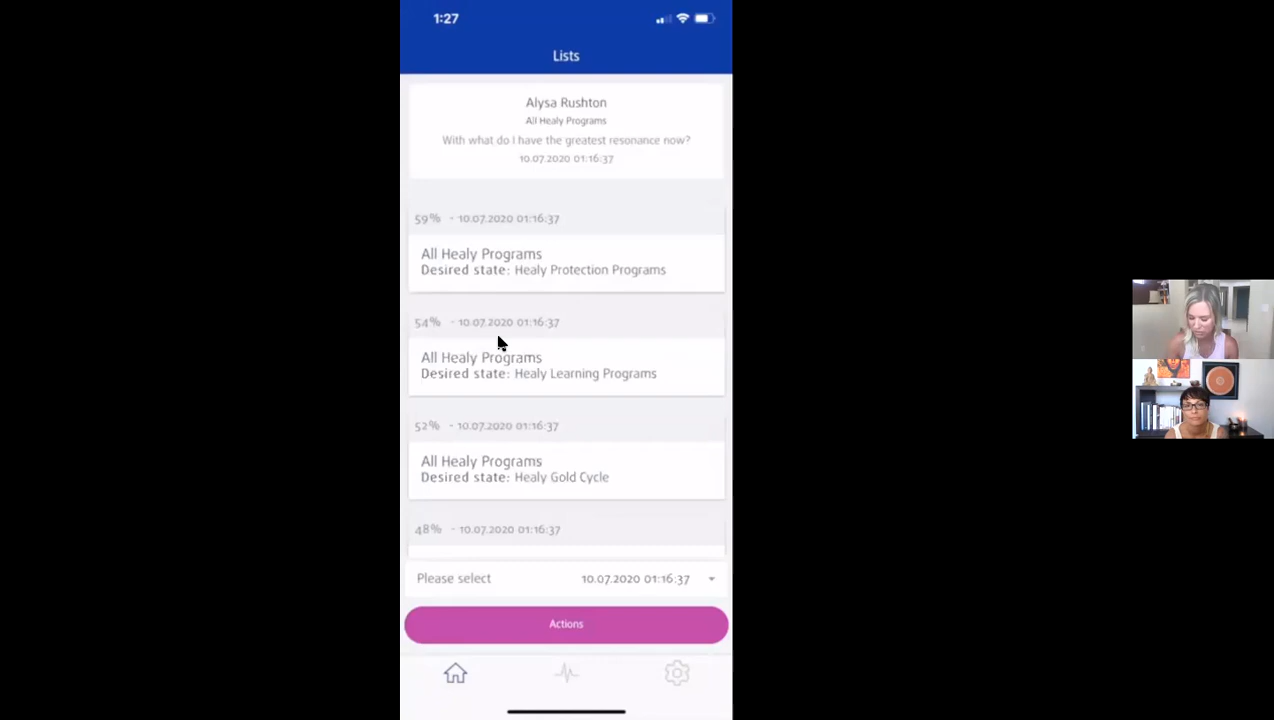 1:27
Lists
Alysa Rushton
All Healy Programs
With what do I have the greatest resonance now?
10.07.2020 01:16:37
59% - 10.07.2020 01:16:37
All Healy Programs
Desired state: Healy Protection Programs
54% - 10.07.2020 01:16:37
All Healy Programs
Desired state: Healy Learning Programs
52% - 10.07.2020 01:16:37
All Healy Programs
Desired state: Healy Gold Cycle
48% - 10.07.2020 01:16:37
Please select 10.07.2020 01:16:37
Actions